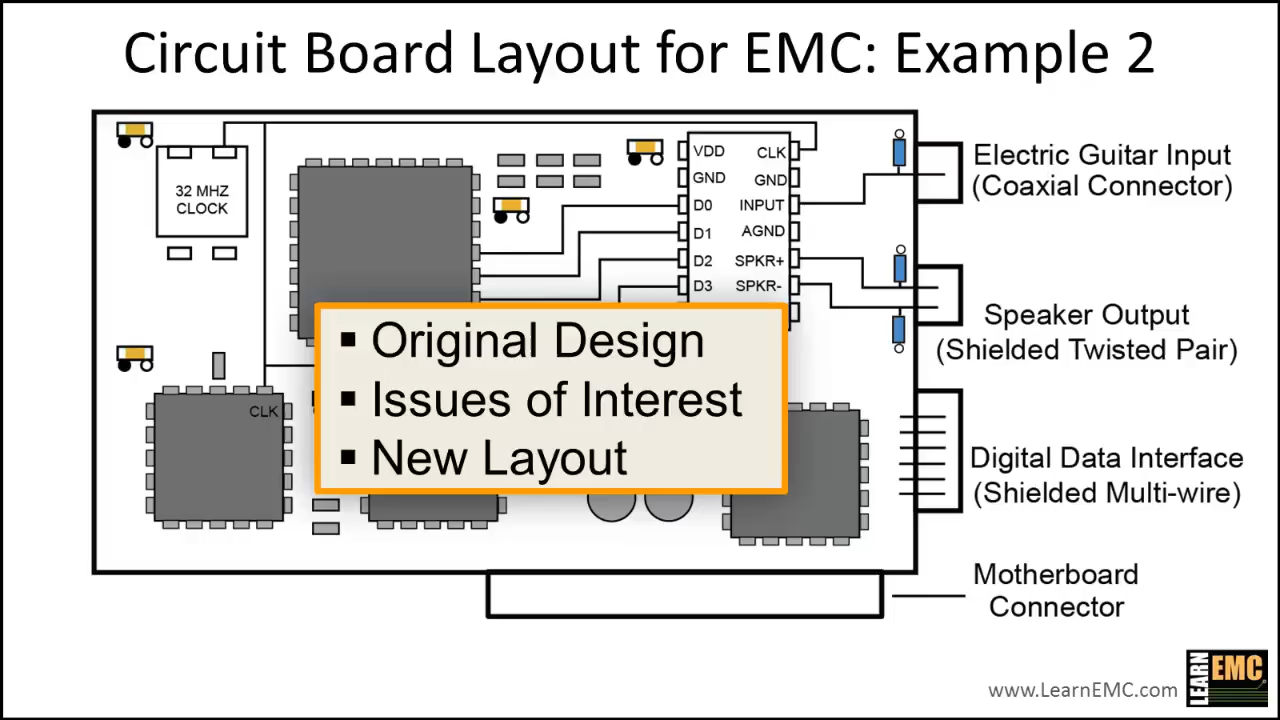 Circuit Board Layout for EMC: Example 2
32 MHZ
CLOCK
VDD
CLK
GND
GND
D0
INPUT
D1
AGND
D2
SPKR+
D3
SPKR-
Electric Guitar Input
(Coaxial Connector)
Speaker Output
(Shielded Twisted Pair)
▪ Original Design
▪ Issues of Interest
▪ New Layout
CLK
Digital Data Interface
(Shielded Multi-wire)
Motherboard
Connector
www.LearnEMC.com
LEARN
EMC